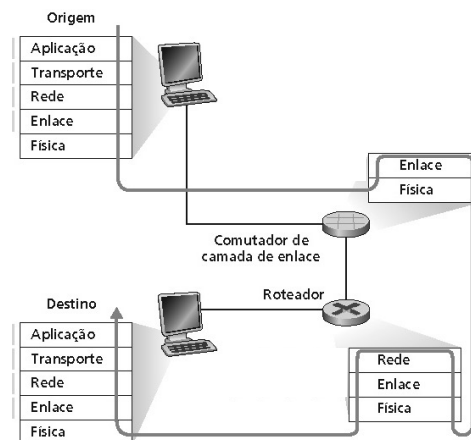 Origem
Aplicação
Transporte
Rede
Enlace
Física
Enlace
Física
Comutador de
camada de enlace
Roteador
Destino
Aplicação
Transporte
Rede
Enlace
Física
Rede
Enlace
Física